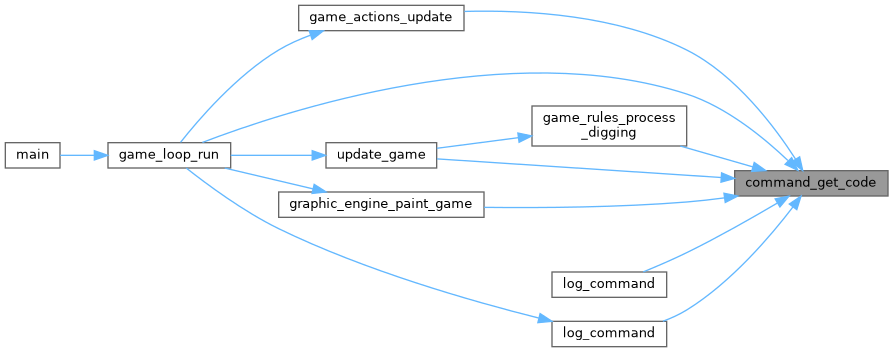 game_actions_update
game_rules_process
_digging
main
game_loop_run
update_game
command_get_code
graphic_engine_paint_game
log_command
log_command